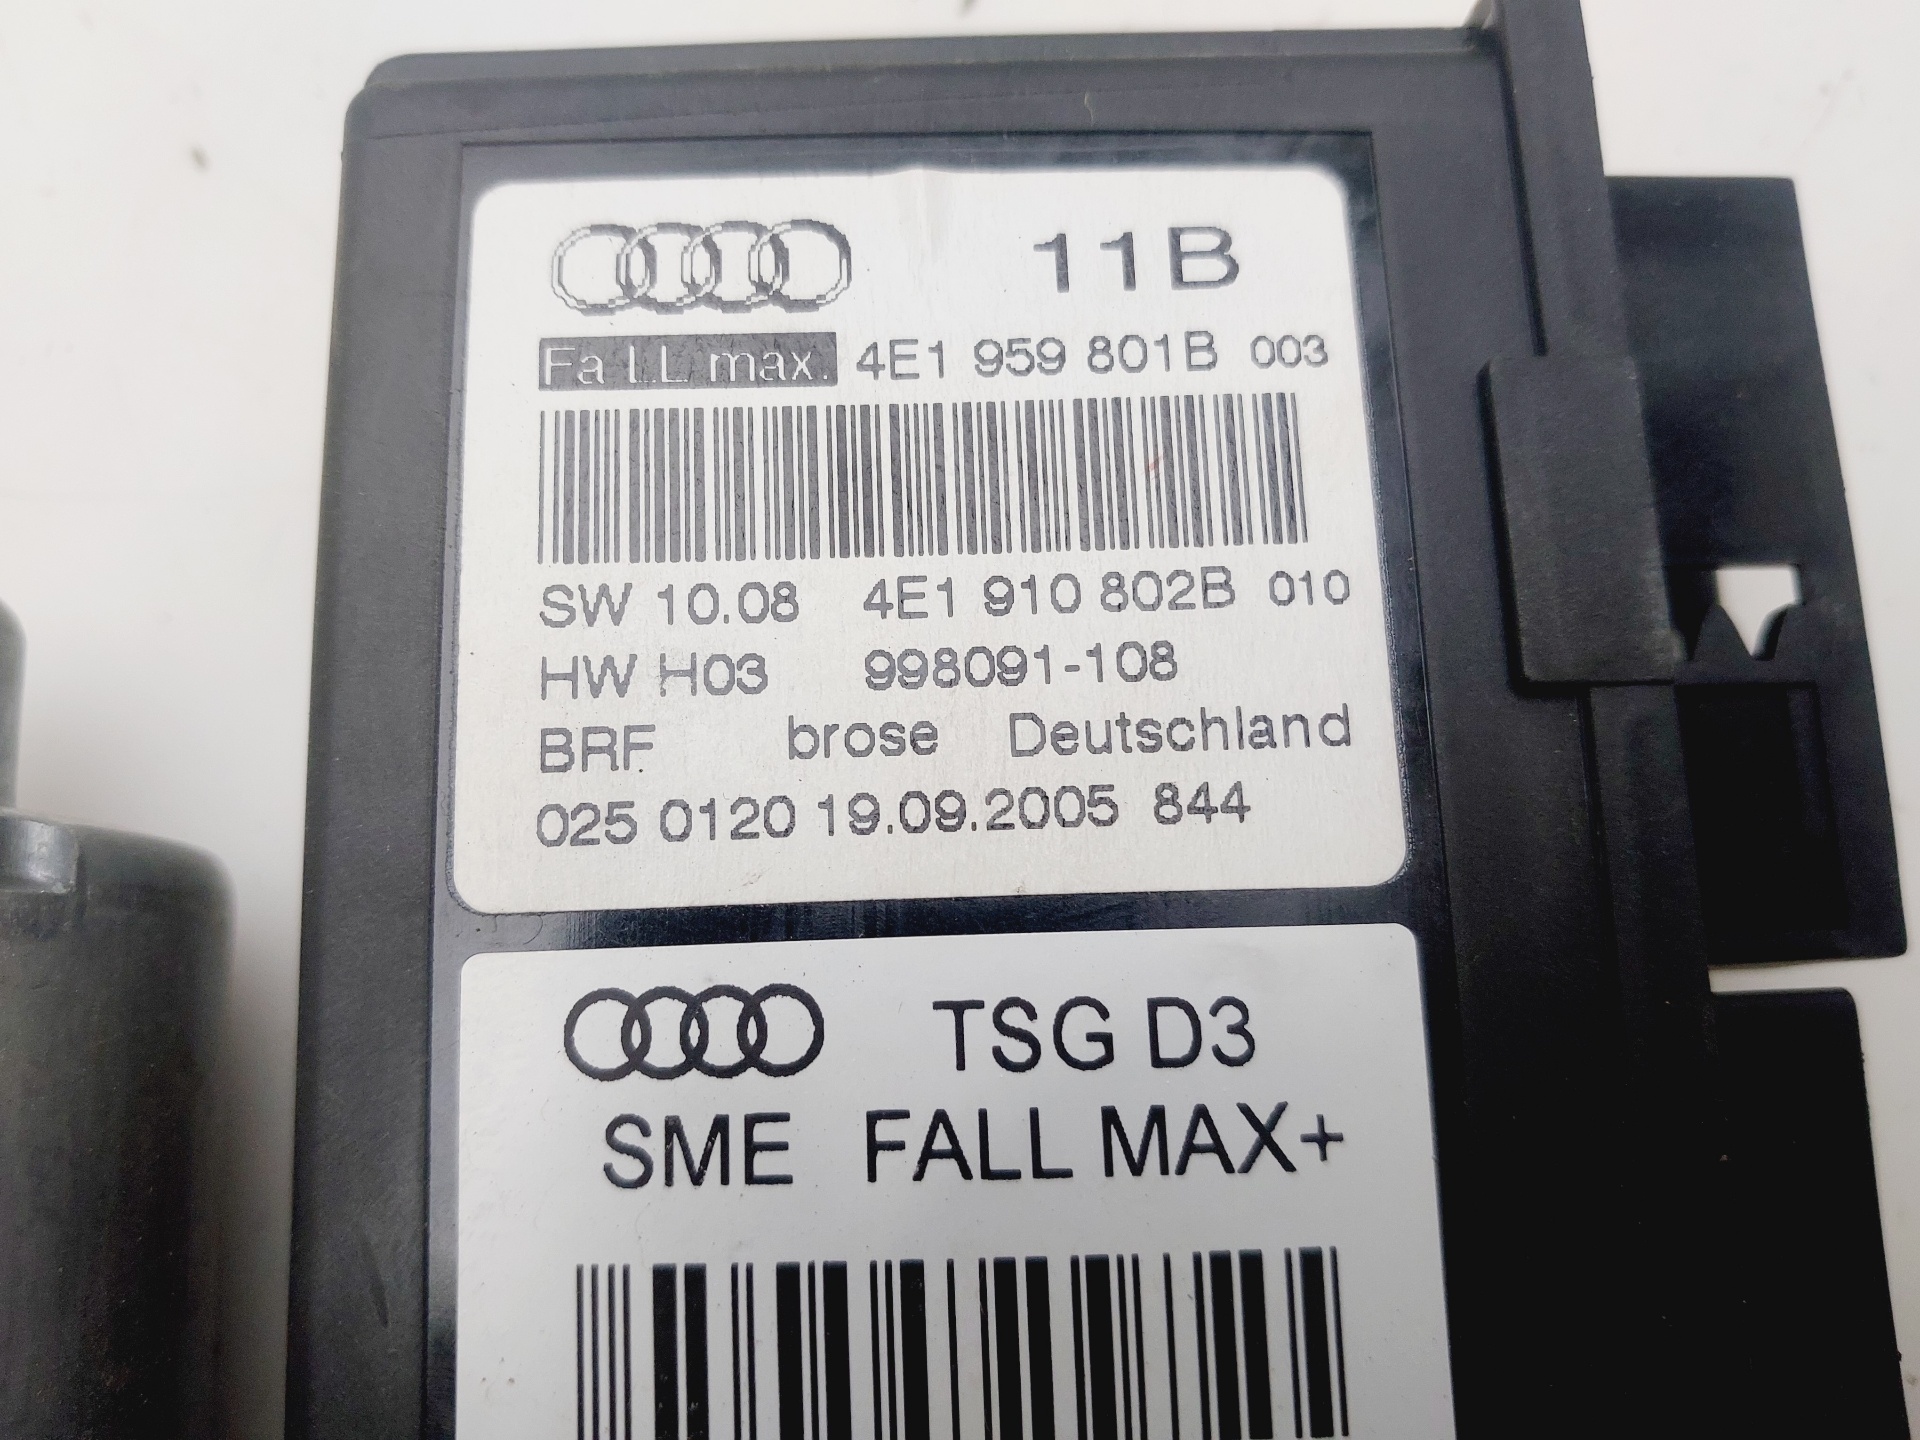 11B
Fa LL max. 4E1 959 801B 003
SW 10.08 4E1 910 802B 010
HW H03 998091-108
BRF brose Deutschland
025 0120 19.09.2005 844
TSG D3
SME FALL MAX+